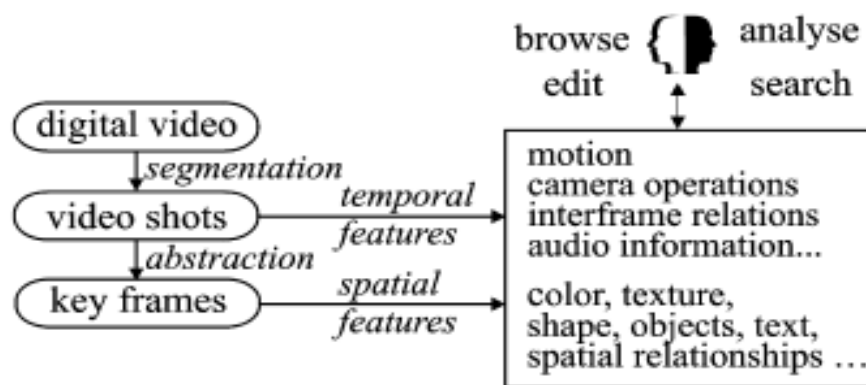 browse analyse
edit search
digital video
segmentation
video shots
temporal
features
abstraction
key frames
spatial
features
motion
camera operations
interframe relations
audio information...
color, texture,
shape, objects, text,
spatial relationships ...